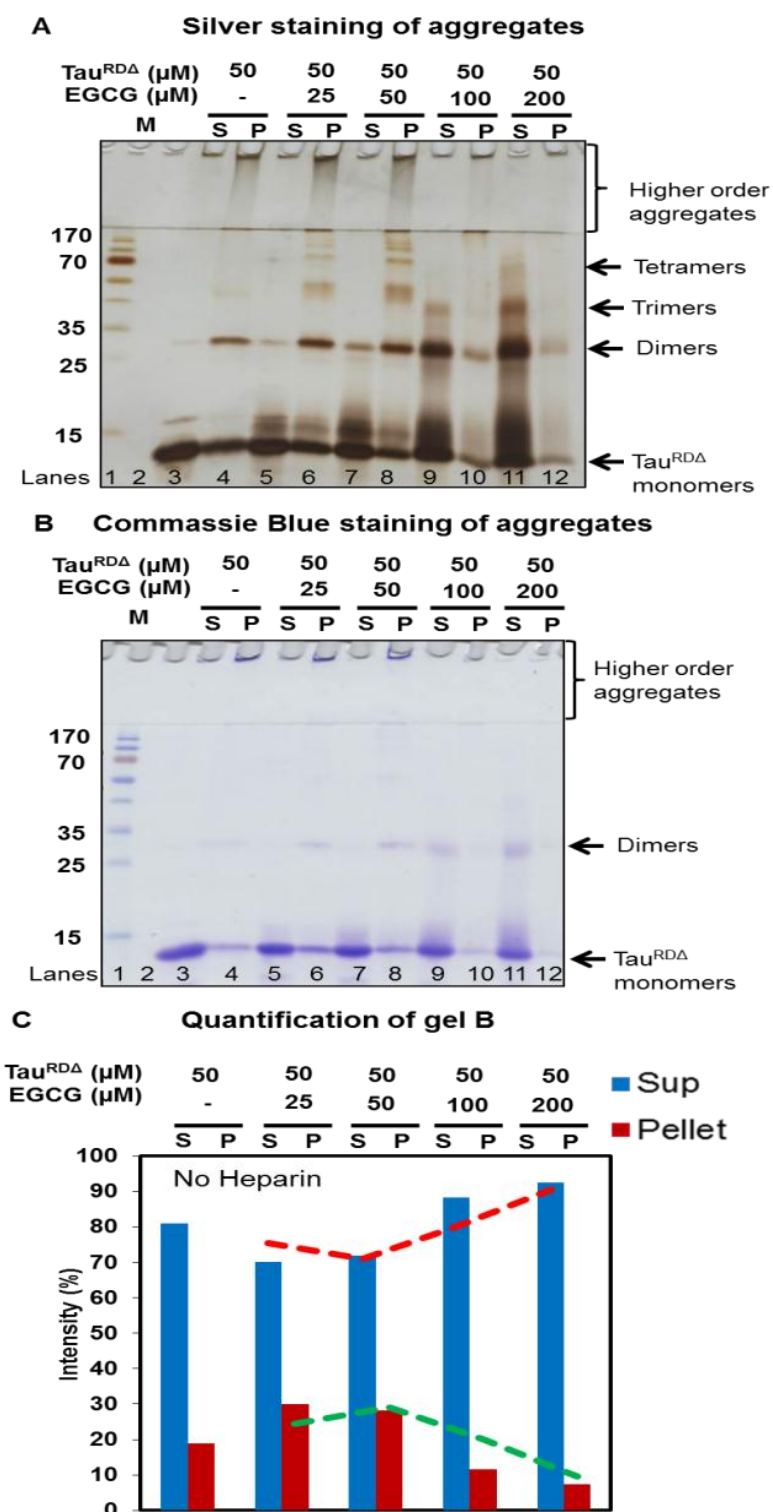 A Silver staining of aggregates
Tau^RDΔ (µM) 50 50 50 50 50
EGCG (µM) - 25 50 100 200
M S P S P S P S P S P
Higher order
aggregates
170
70
Tetramers
Trimers
35
Dimers
25
15
Tau^RDΔ
monomers
Lanes 1 2 3 4 5 6 7 8 9 10 11 12
B Commassie Blue staining of aggregates
Tau^RDΔ (µM) 50 50 50 50 50
EGCG (µM) - 25 50 100 200
M S P S P S P S P S P
Higher order
aggregates
170
70
35
Dimers
25
15
Tau^RDΔ
monomers
Lanes 1 2 3 4 5 6 7 8 9 10 11 12
C Quantification of gel B
Tau^RDΔ (µM) 50 50 50 50 50
EGCG (µM) - 25 50 100 200
Sup
Pellet
S P S P S P S P S P
100
No Heparin
90
80
70
60
50
40
30
20
10
0
Intensity (%)